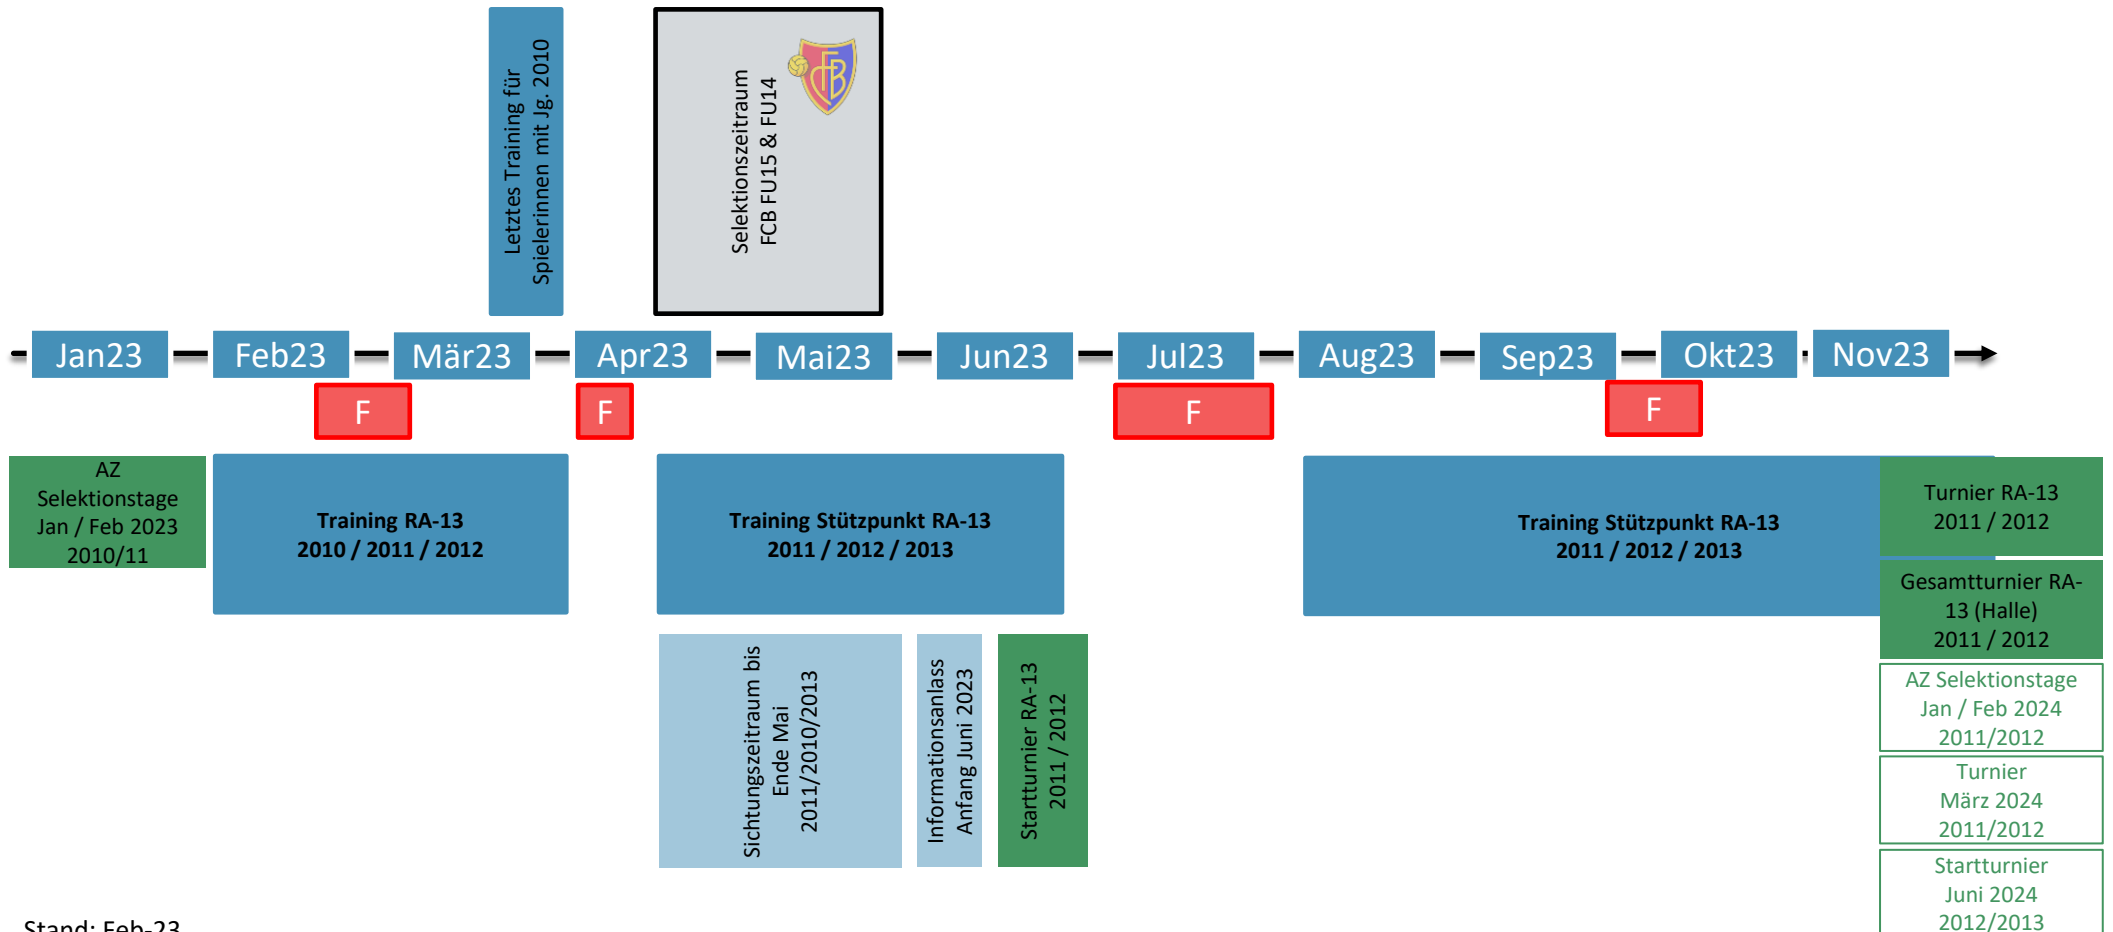 Letztes Training für
Spielerinnen mit Jg. 2010
Selektionszeitraum
FCB FU15 & FU14
FCB
Jan23
Feb23
Mär23
Apr23
Mai23
Jun23
Jul23
Aug23
Sep23
Okt23
Nov23
F
F
F
F
AZ
Selektionstage
Jan / Feb 2023
2010/11
Training RA-13
2010 / 2011 / 2012
Training Stützpunkt RA-13
2011 / 2012 / 2013
Training Stützpunkt RA-13
2011 / 2012 / 2013
Turnier RA-13
2011 / 2012
Gesamtturnier RA-
13 (Halle)
2011 / 2012
AZ Selektionstage
Jan / Feb 2024
2011/2012
Turnier
März 2024
2011/2012
Startturnier
Juni 2024
2012/2013
Sichtungszeitraum bis
Ende Mai
2011/2010/2013
Informationsanlass
Anfang Juni 2023
Startturnier RA-13
2011 / 2012
Stand: Feb-23